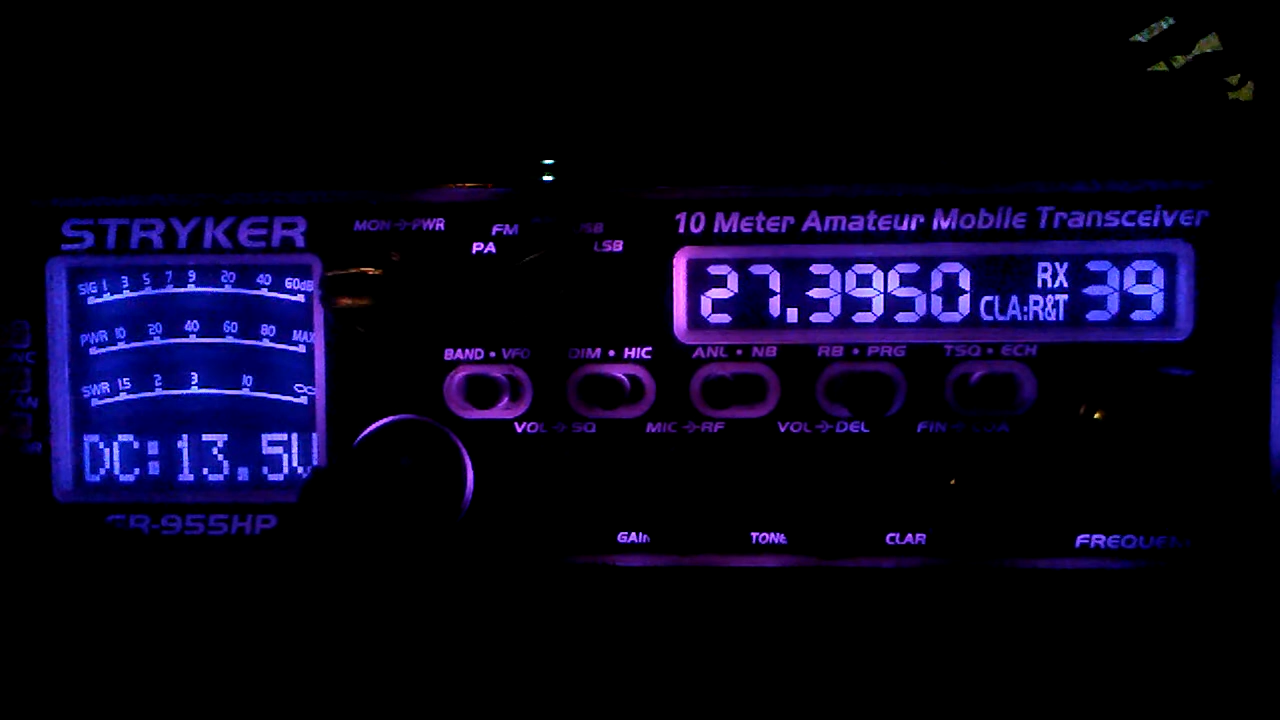 STRYKER
10 Meter Amateur Mobile Transceiver
MON→PWR
FM
PA
LSB
SIG 1 3 5 7 9 20 40 60dB
PWR 10 20 40 60 80 MAX
SWR 1.5 2 3 10 ∞
DC:13.5V
27.3950
RX
CLA:R&T
39
BAND • VFO
DIM • HIC
ANL • NB
RB • PRG
TSQ • ECH
VOL→SQ
MIC→RF
VOL→DEL
FIN→
SR-955HP
GAIN
TONE
CLAR